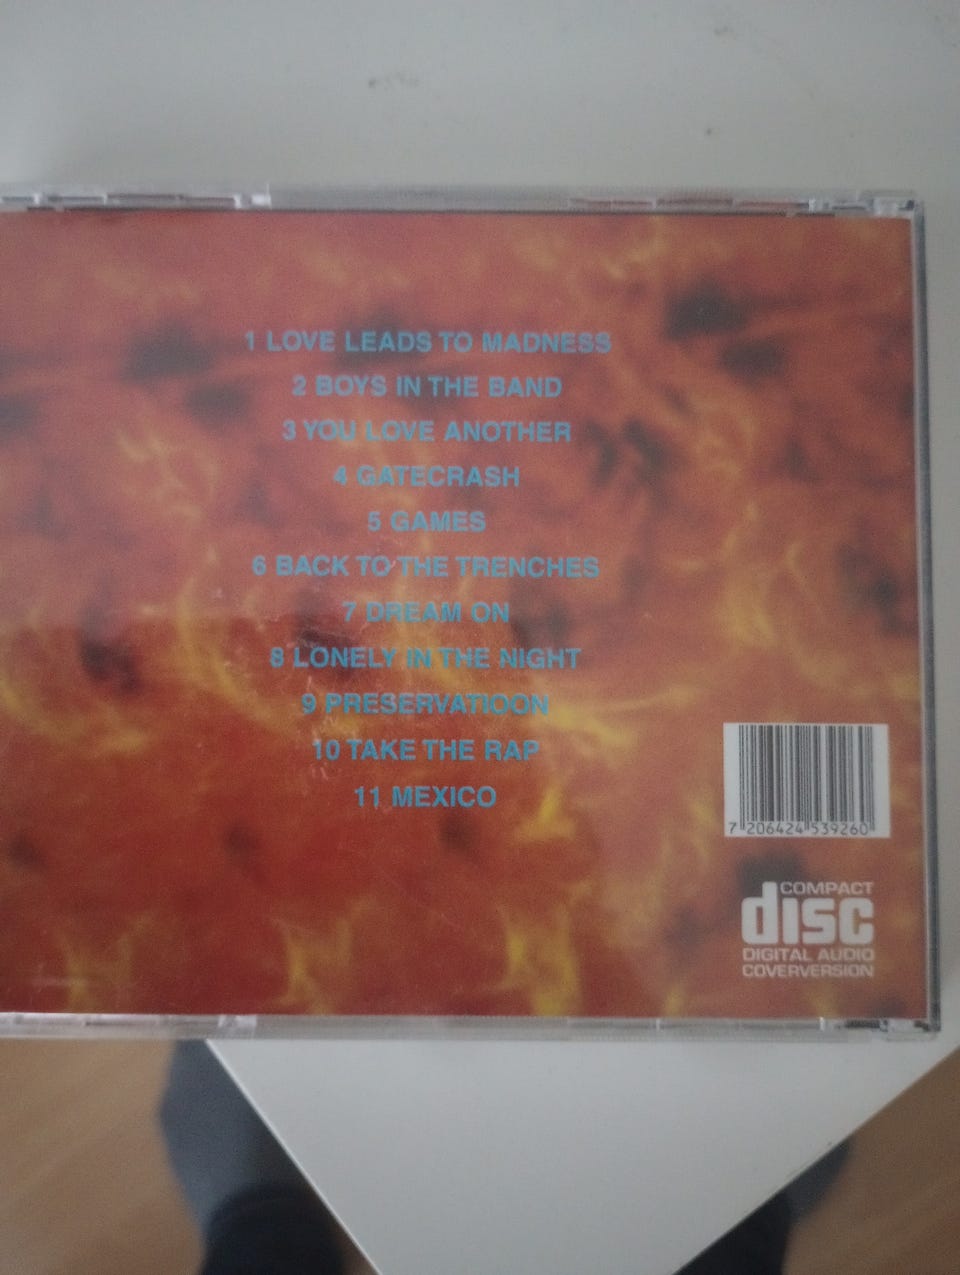 1 LOVE LEADS TO MADNESS
2 BOYS IN THE BAND
3 YOU LOVE ANOTHER
4 GATECRASH
5 GAMES
6 BACK TO THE TRENCHES
7 DREAM ON
8 LONELY IN THE NIGHT
9 PRESERVATIOON
10 TAKE THE RAP
11 MEXICO
7 206424 539260
COMPACT
disc
DIGITAL AUDIO
COVERVERSION